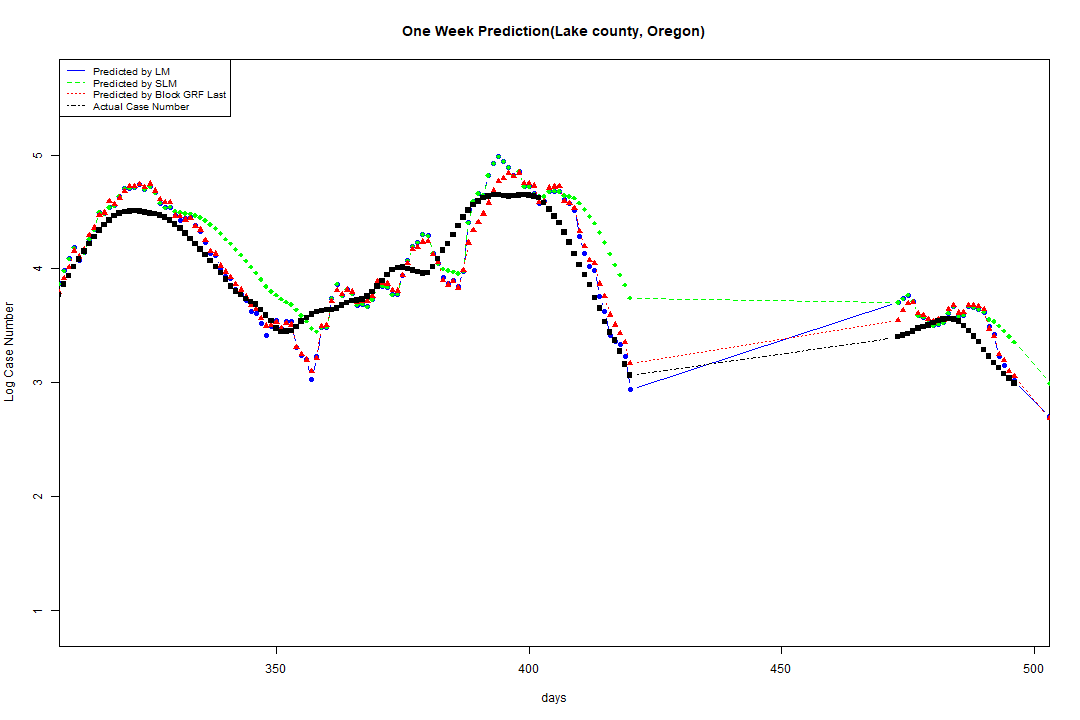 One Week Prediction(Lake county, Oregon)
Predicted by LM
Predicted by SLM
Predicted by Block GRF Last
Actual Case Number
Log Case Number
5
4
3
2
1
350
400
450
500
days